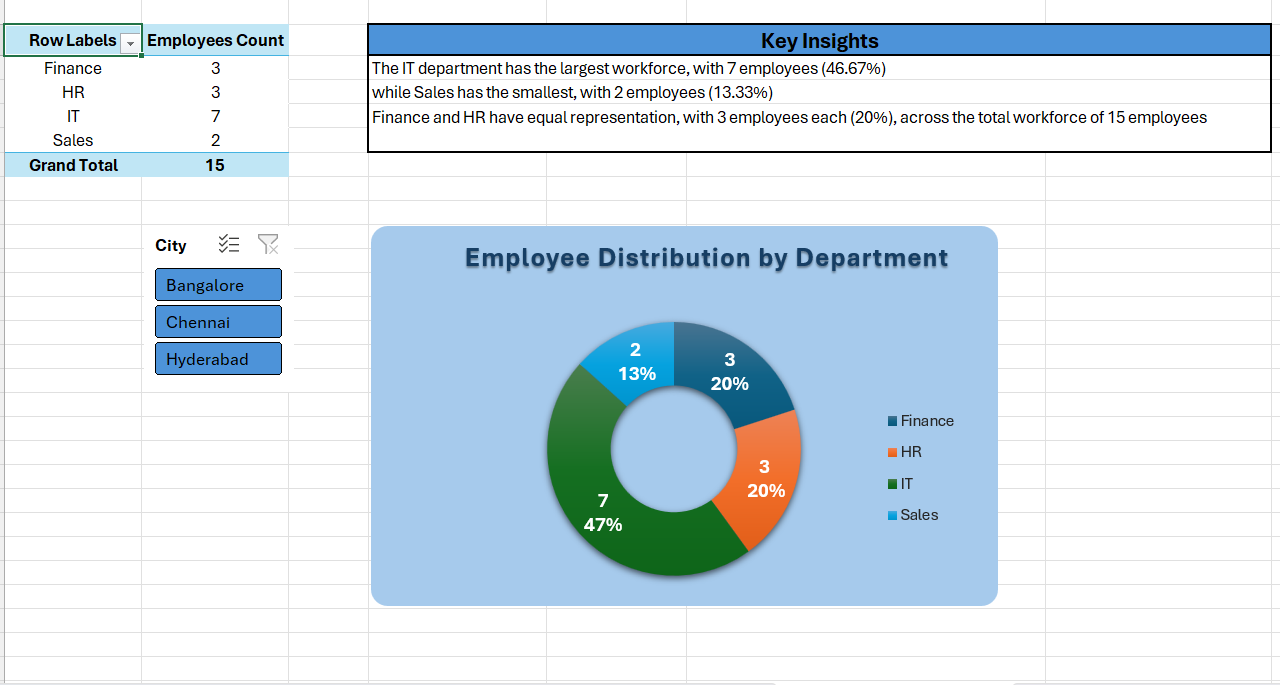 Row Labels Employees Count
Finance 3
HR 3
IT 7
Sales 2
Grand Total 15
Key Insights
The IT department has the largest workforce, with 7 employees (46.67%)
while Sales has the smallest, with 2 employees (13.33%)
Finance and HR have equal representation, with 3 employees each (20%), across the total workforce of 15 employees
City
Bangalore
Chennai
Hyderabad
Employee Distribution by Department
2
13%
3
20%
3
20%
7
47%
Finance
HR
IT
Sales